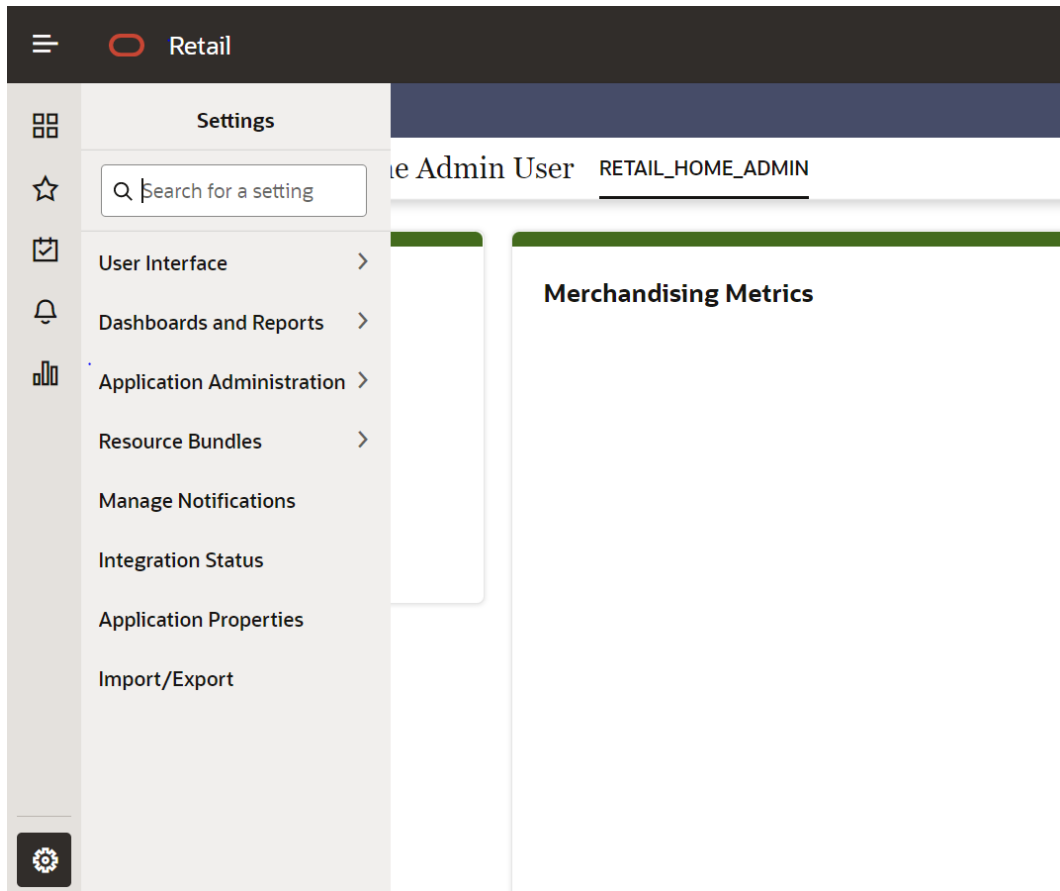 Retail
Settings
Search for a setting
User Interface
Dashboards and Reports
Application Administration
Resource Bundles
Manage Notifications
Integration Status
Application Properties
Import/Export
Admin User RETAIL_HOME_ADMIN
Merchandising Metrics